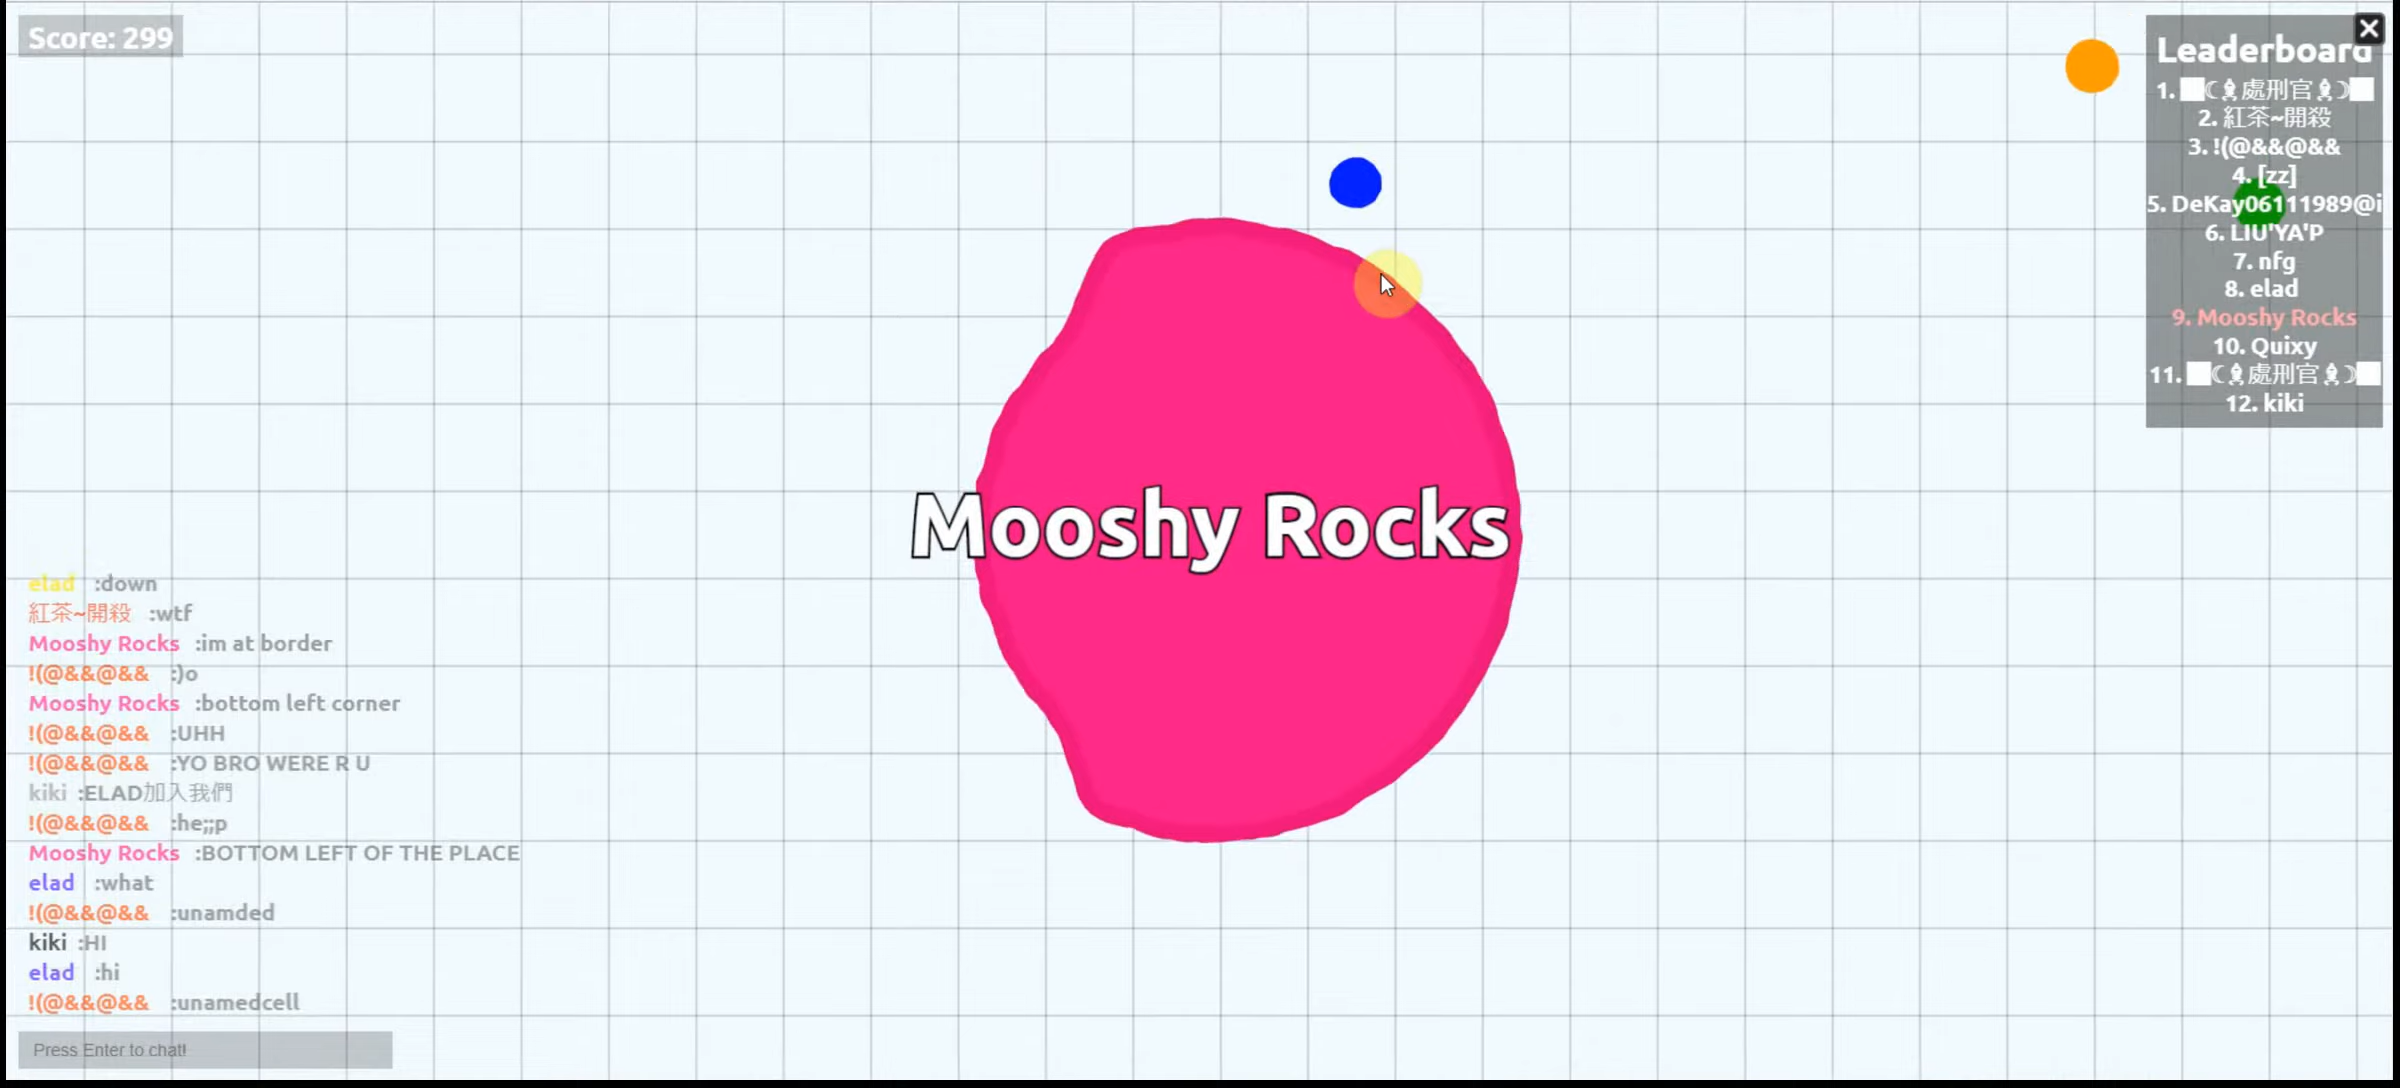 Score: 299
Leaderboard
1. █☾🕯處刑官🕯☽█
2. 紅茶~開殺
3. !(@&&@&&
4. [zz]
5. DeKay06111989@i
6. LIU'YA'P
7. nfg
8. elad
9. Mooshy Rocks
10. Quixy
11. █☾🕯處刑官🕯☽█
12. kiki
Mooshy Rocks
elad :down
紅茶~開殺 :wtf
Mooshy Rocks :im at border
!(@&&@&& :)o
Mooshy Rocks :bottom left corner
!(@&&@&& :UHH
!(@&&@&& :YO BRO WERE R U
kiki :ELAD加入我們
!(@&&@&& :he;;p
Mooshy Rocks :BOTTOM LEFT OF THE PLACE
elad :what
!(@&&@&& :unamded
kiki :HI
elad :hi
!(@&&@&& :unamedcell
Press Enter to chat!